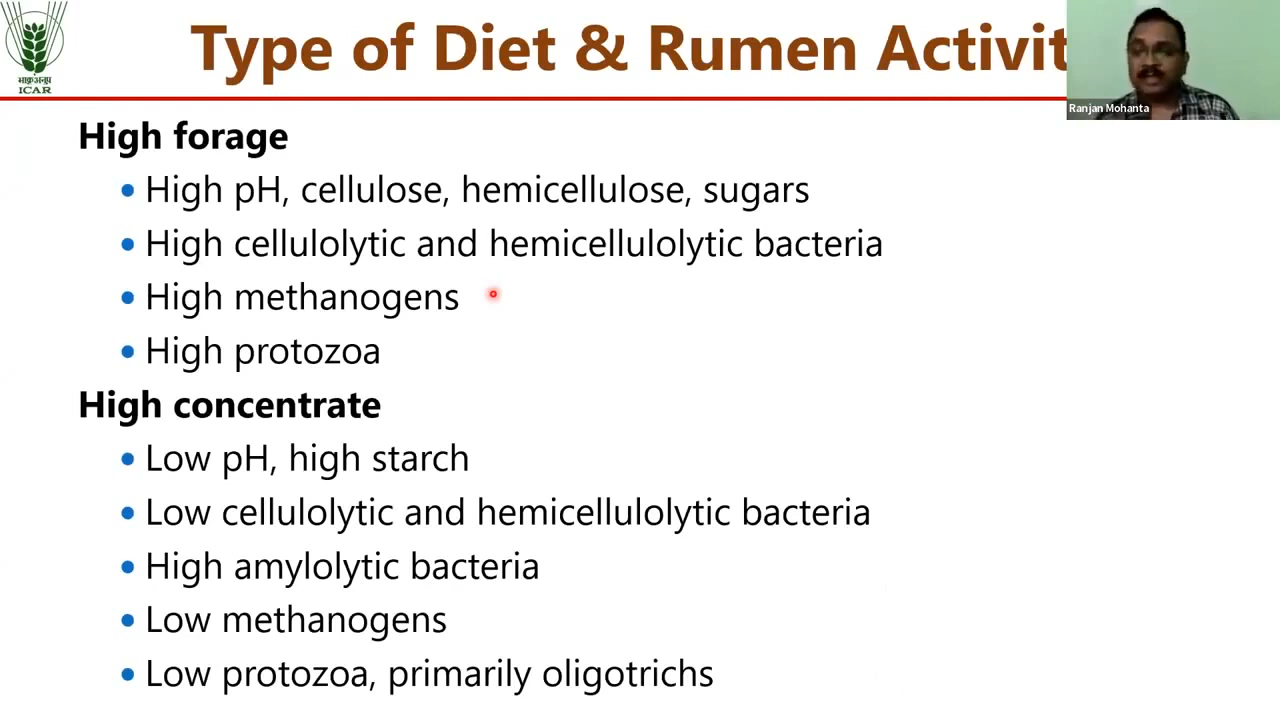 Type of Diet & Rumen Activit
ICAR
Ranjan Mohanta
High forage
• High pH, cellulose, hemicellulose, sugars
• High cellulolytic and hemicellulolytic bacteria
• High methanogens
• High protozoa
High concentrate
• Low pH, high starch
• Low cellulolytic and hemicellulolytic bacteria
• High amylolytic bacteria
• Low methanogens
• Low protozoa, primarily oligotrichs